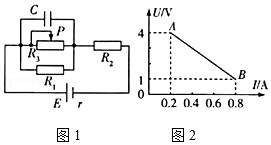 C
P
R₃
R₂
R₁
E r
图1
U/V
4
A
B
1
0 0.2 0.4 0.6 0.8
I/A
图2